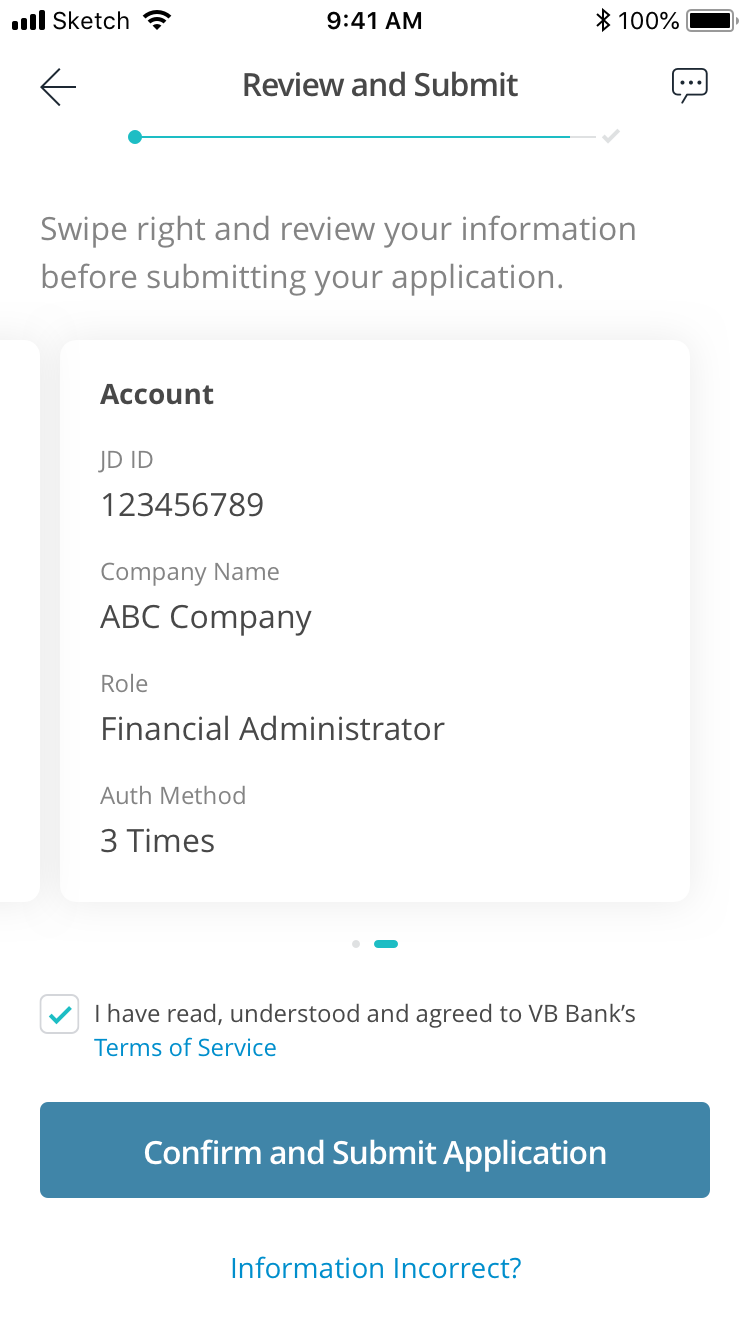 Sketch 9:41 AM 100%
Review and Submit
Swipe right and review your information
before submitting your application.
Account
JD ID
123456789
Company Name
ABC Company
Role
Financial Administrator
Auth Method
3 Times
I have read, understood and agreed to VB Bank’s
Terms of Service
Confirm and Submit Application
Information Incorrect?